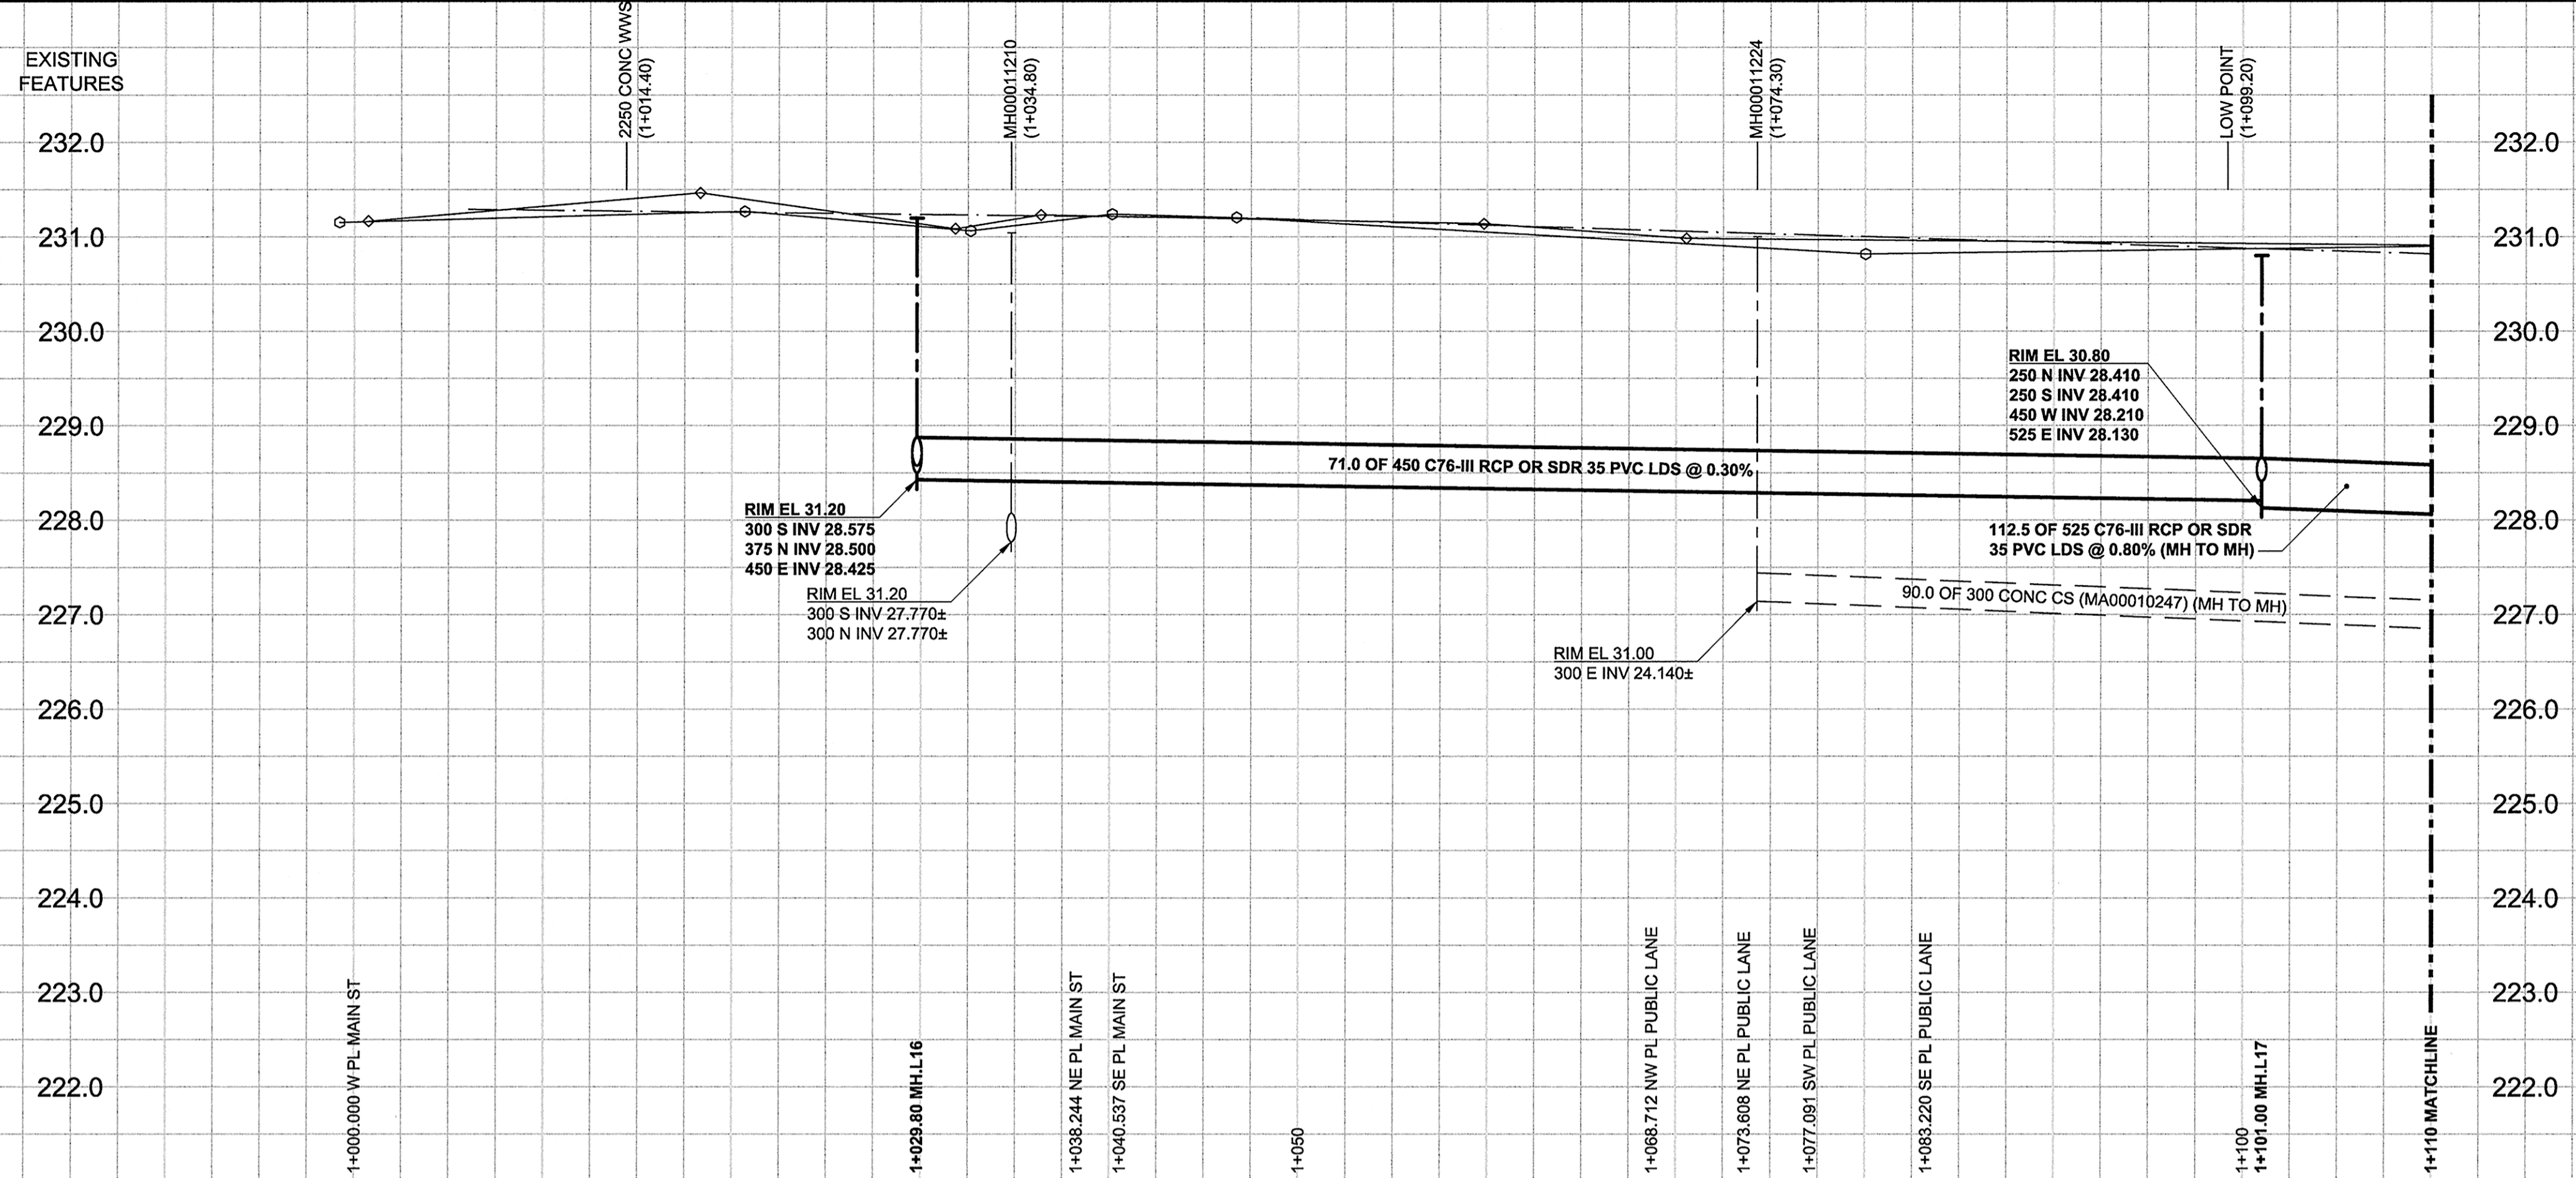 EXISTING
FEATURES
2250 CONC WWS
(1+014.40)
MH00011210
(1+034.80)
MH00011224
(1+074.30)
LOW POINT
(1+099.20)
232.0
232.0
231.0
231.0
230.0
230.0
RIM EL 30.80
250 N INV 28.410
250 S INV 28.410
450 W INV 28.210
525 E INV 28.130
229.0
229.0
71.0 OF 450 C76-III RCP OR SDR 35 PVC LDS @ 0.30%
RIM EL 31.20
300 S INV 28.575
375 N INV 28.500
450 E INV 28.425
228.0
228.0
112.5 OF 525 C76-III RCP OR SDR
35 PVC LDS @ 0.80% (MH TO MH)
RIM EL 31.20
300 S INV 27.770±
300 N INV 27.770±
90.0 OF 300 CONC CS (MA00010247) (MH TO MH)
227.0
227.0
RIM EL 31.00
300 E INV 24.140±
226.0
226.0
225.0
225.0
224.0
224.0
223.0
223.0
222.0
222.0
1+000.000 W PL MAIN ST
1+029.80 MH.L16
1+038.244 NE PL MAIN ST
1+040.537 SE PL MAIN ST
1+050
1+068.712 NW PL PUBLIC LANE
1+073.608 NE PL PUBLIC LANE
1+077.091 SW PL PUBLIC LANE
1+083.220 SE PL PUBLIC LANE
1+100
1+101.00 MH.L17
1+110 MATCHLINE